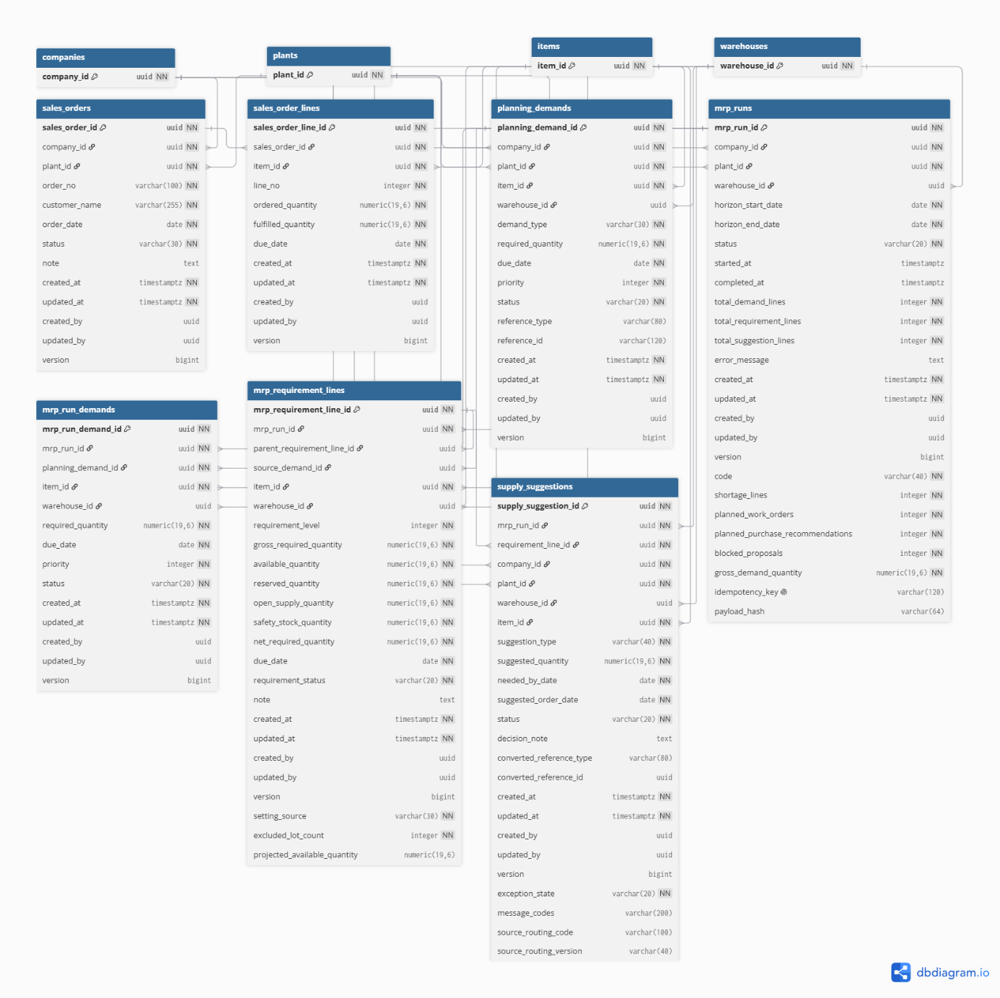 companies
company_id uuid NN
plants
plant_id uuid NN
items
item_id uuid NN
warehouses
warehouse_id uuid NN
sales_orders
sales_order_id uuid NN
company_id uuid NN
plant_id uuid NN
order_no varchar(100) NN
customer_name varchar(255) NN
order_date date NN
status varchar(30) NN
note text
created_at timestamptz NN
updated_at timestamptz NN
created_by uuid
updated_by uuid
version bigint
sales_order_lines
sales_order_line_id uuid NN
sales_order_id uuid NN
item_id uuid NN
line_no integer NN
ordered_quantity numeric(19,6) NN
fulfilled_quantity numeric(19,6) NN
due_date date NN
created_at timestamptz NN
updated_at timestamptz NN
created_by uuid
updated_by uuid
version bigint
planning_demands
planning_demand_id uuid NN
company_id uuid NN
plant_id uuid NN
item_id uuid NN
warehouse_id uuid
demand_type varchar(30) NN
required_quantity numeric(19,6) NN
due_date date NN
priority integer NN
status varchar(20) NN
reference_type varchar(80)
reference_id varchar(120)
created_at timestamptz NN
updated_at timestamptz NN
created_by uuid
updated_by uuid
version bigint
mrp_runs
mrp_run_id uuid NN
company_id uuid NN
plant_id uuid NN
warehouse_id uuid
horizon_start_date date NN
horizon_end_date date NN
status varchar(20) NN
started_at timestamptz
completed_at timestamptz
total_demand_lines integer NN
total_requirement_lines integer NN
total_suggestion_lines integer NN
error_message text
created_at timestamptz NN
updated_at timestamptz NN
created_by uuid
updated_by uuid
version bigint
code varchar(40) NN
shortage_lines integer NN
planned_work_orders integer NN
planned_purchase_recommendations integer NN
blocked_proposals integer NN
gross_demand_quantity numeric(19,6) NN
idempotency_key varchar(120)
payload_hash varchar(64)
mrp_run_demands
mrp_run_demand_id uuid NN
mrp_run_id uuid NN
planning_demand_id uuid NN
item_id uuid NN
warehouse_id uuid
required_quantity numeric(19,6) NN
due_date date NN
priority integer NN
status varchar(20) NN
created_at timestamptz NN
updated_at timestamptz NN
created_by uuid
updated_by uuid
version bigint
mrp_requirement_lines
mrp_requirement_line_id uuid NN
mrp_run_id uuid NN
parent_requirement_line_id uuid
source_demand_id uuid
item_id uuid NN
warehouse_id uuid
requirement_level integer NN
gross_required_quantity numeric(19,6) NN
available_quantity numeric(19,6) NN
reserved_quantity numeric(19,6) NN
open_supply_quantity numeric(19,6) NN
safety_stock_quantity numeric(19,6) NN
net_required_quantity numeric(19,6) NN
due_date date NN
requirement_status varchar(20) NN
note text
created_at timestamptz NN
updated_at timestamptz NN
created_by uuid
updated_by uuid
version bigint
setting_source varchar(30) NN
excluded_lot_count integer NN
projected_available_quantity numeric(19,6)
supply_suggestions
supply_suggestion_id uuid NN
mrp_run_id uuid NN
requirement_line_id uuid NN
company_id uuid NN
plant_id uuid NN
warehouse_id uuid
item_id uuid NN
suggestion_type varchar(40) NN
suggested_quantity numeric(19,6) NN
needed_by_date date NN
suggested_order_date date NN
status varchar(20) NN
decision_note text
converted_reference_type varchar(80)
converted_reference_id uuid
created_at timestamptz NN
updated_at timestamptz NN
created_by uuid
updated_by uuid
version bigint
exception_state varchar(20) NN
message_codes varchar(200)
source_routing_code varchar(100)
source_routing_version varchar(40)
dbdiagram.io